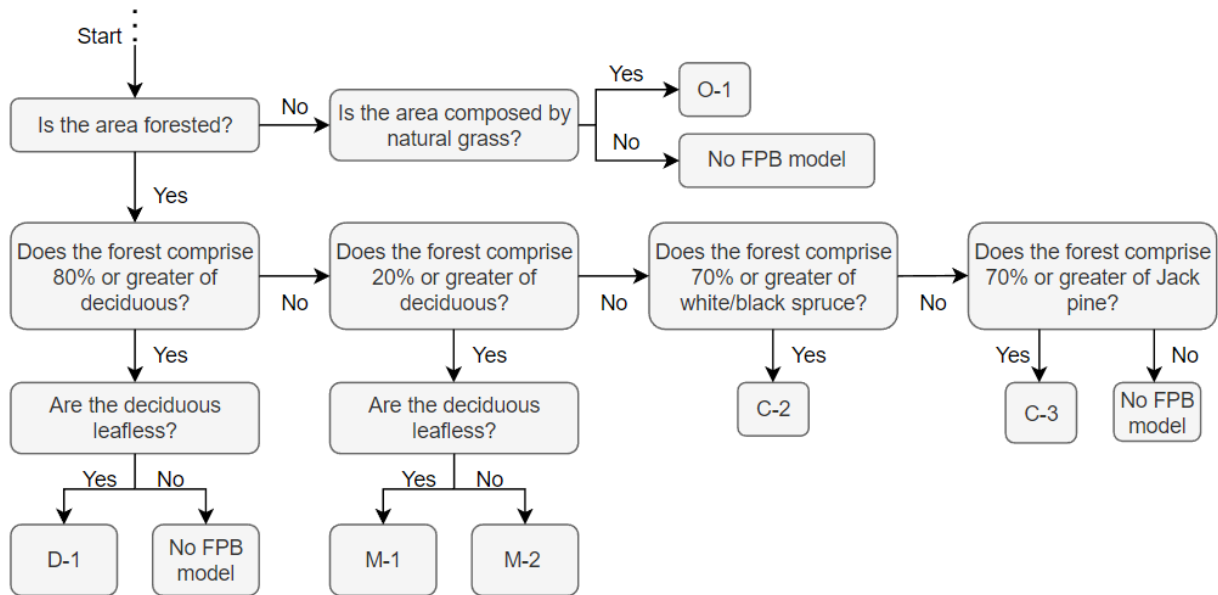 Start
Is the area forested?
No
Is the area composed by
natural grass?
Yes
O-1
No
No FPB model
Yes
Does the forest comprise
80% or greater of
deciduous?
No
Does the forest comprise
20% or greater of
deciduous?
No
Does the forest comprise
70% or greater of
white/black spruce?
No
Does the forest comprise
70% or greater of Jack
pine?
Yes
Are the deciduous
leafless?
Yes
Are the deciduous
leafless?
Yes
C-2
Yes
C-3
No
No FPB
model
Yes
No
D-1
No FPB
model
Yes
No
M-1
M-2